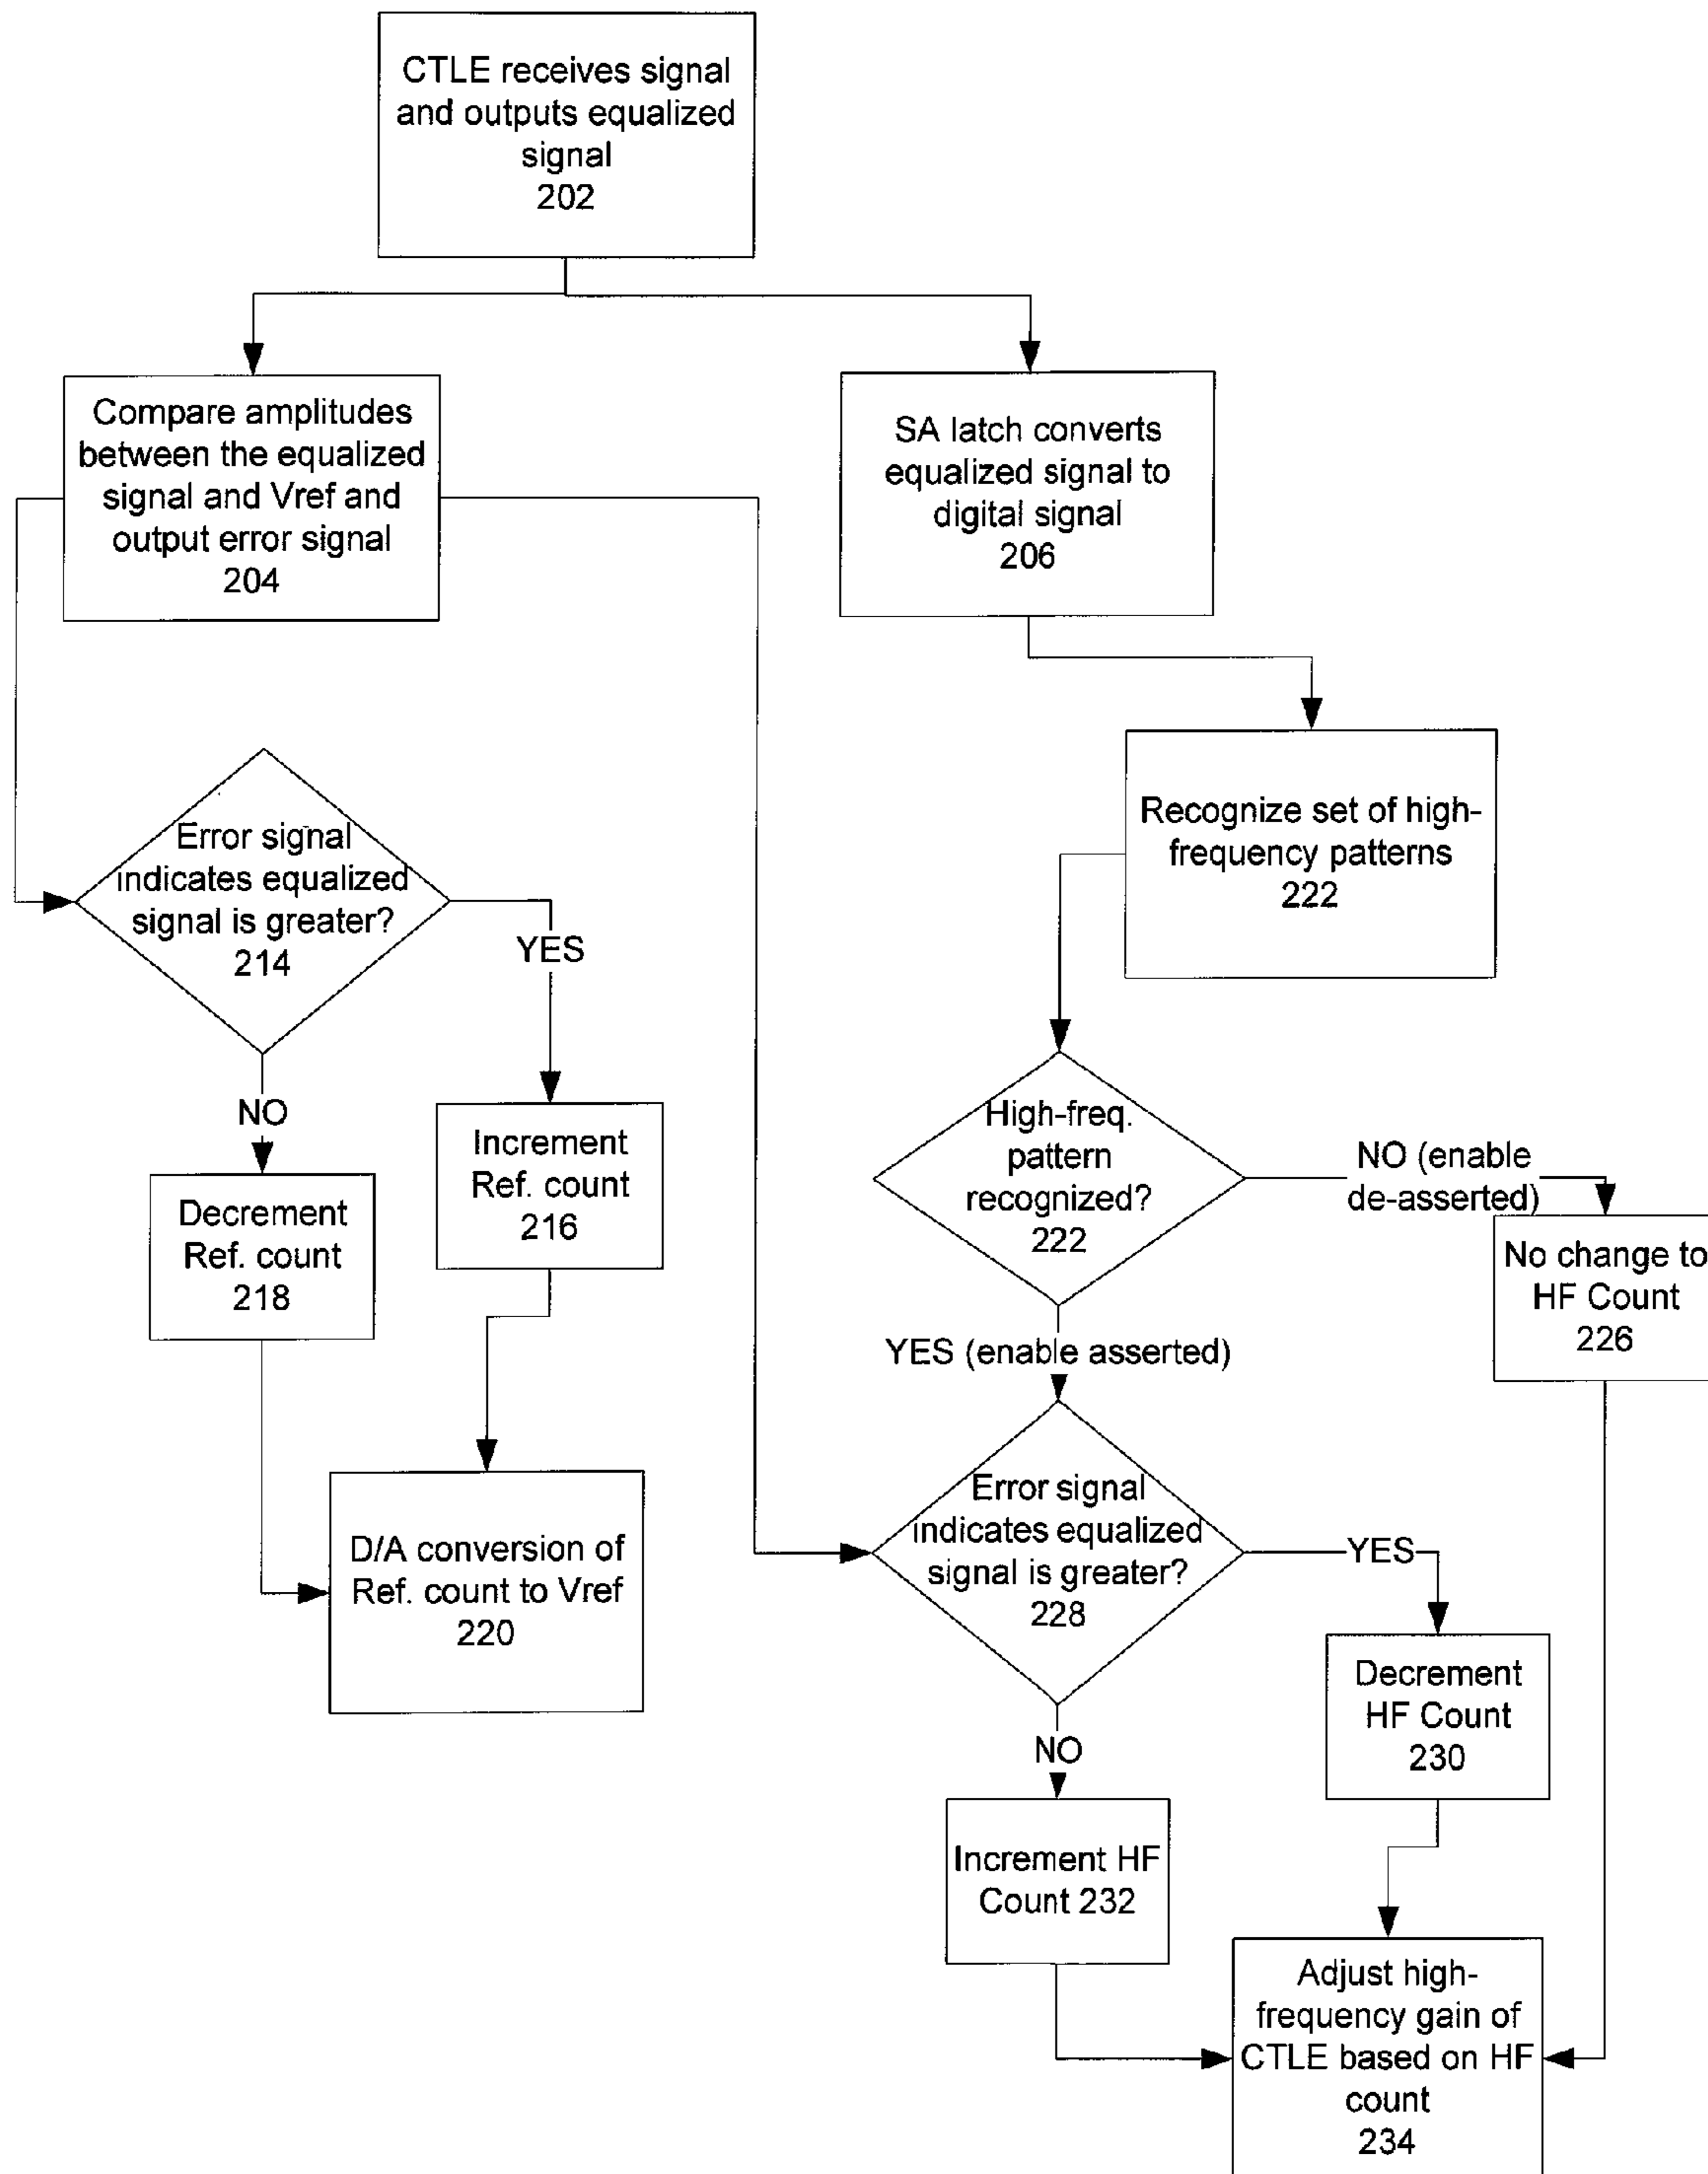 CTLE receives signal
and outputs equalized
signal
202
Compare amplitudes
between the equalized
signal and Vref and
output error signal
204
SA latch converts
equalized signal to
digital signal
206
Recognize set of high-
frequency patterns
222
Error signal
indicates equalized
signal is greater?
214
YES
NO
Increment
Ref. count
216
Decrement
Ref. count
218
D/A conversion of
Ref. count to Vref
220
High-freq.
pattern
recognized?
222
NO (enable
de-asserted)
No change to
HF Count
226
YES (enable asserted)
Error signal
indicates equalized
signal is greater?
228
YES
Decrement
HF Count
230
NO
Increment HF
Count 232
Adjust high-
frequency gain of
CTLE based on HF
count
234